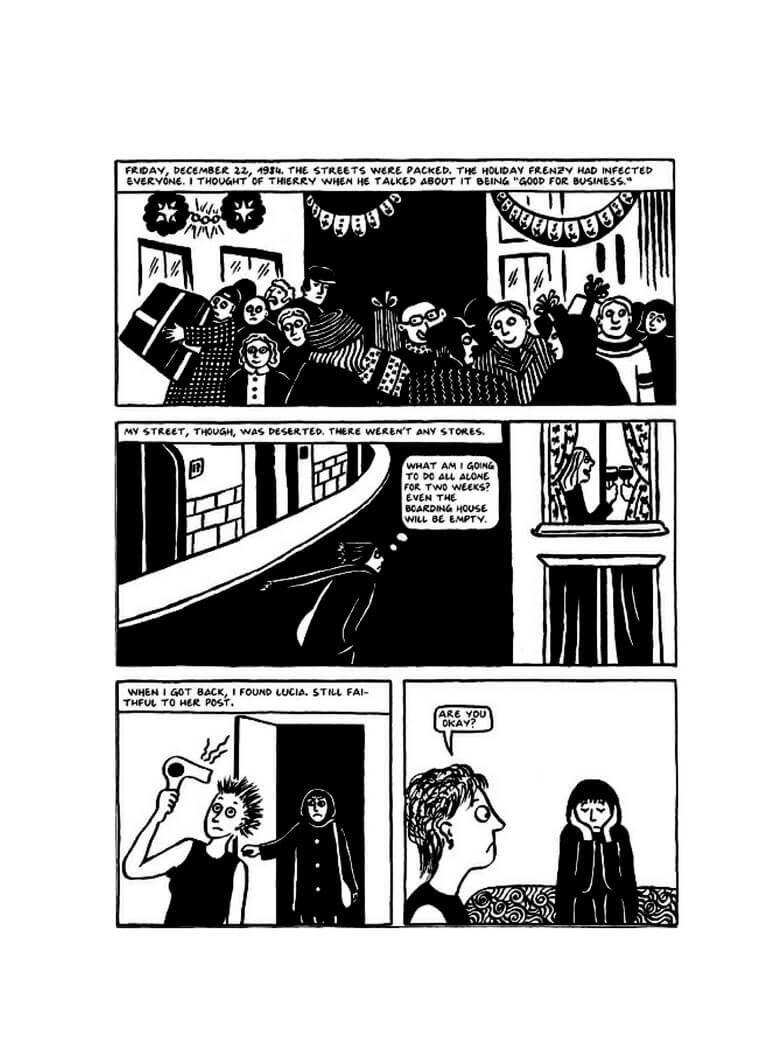 FRIDAY, DECEMBER 22, 1984. THE STREETS WERE PACKED. THE HOLIDAY FRENZY HAD INFECTED
EVERYONE. I THOUGHT OF THIERRY WHEN HE TALKED ABOUT IT BEING "GOOD FOR BUSINESS."
MY STREET, THOUGH, WAS DESERTED. THERE WEREN'T ANY STORES.
WHAT AM I GOING
TO DO ALL ALONE
FOR TWO WEEKS?
EVEN THE
BOARDING HOUSE
WILL BE EMPTY.
WHEN I GOT BACK, I FOUND LUCIA. STILL FAI-
THFUL TO HER POST.
ARE YOU
OKAY?